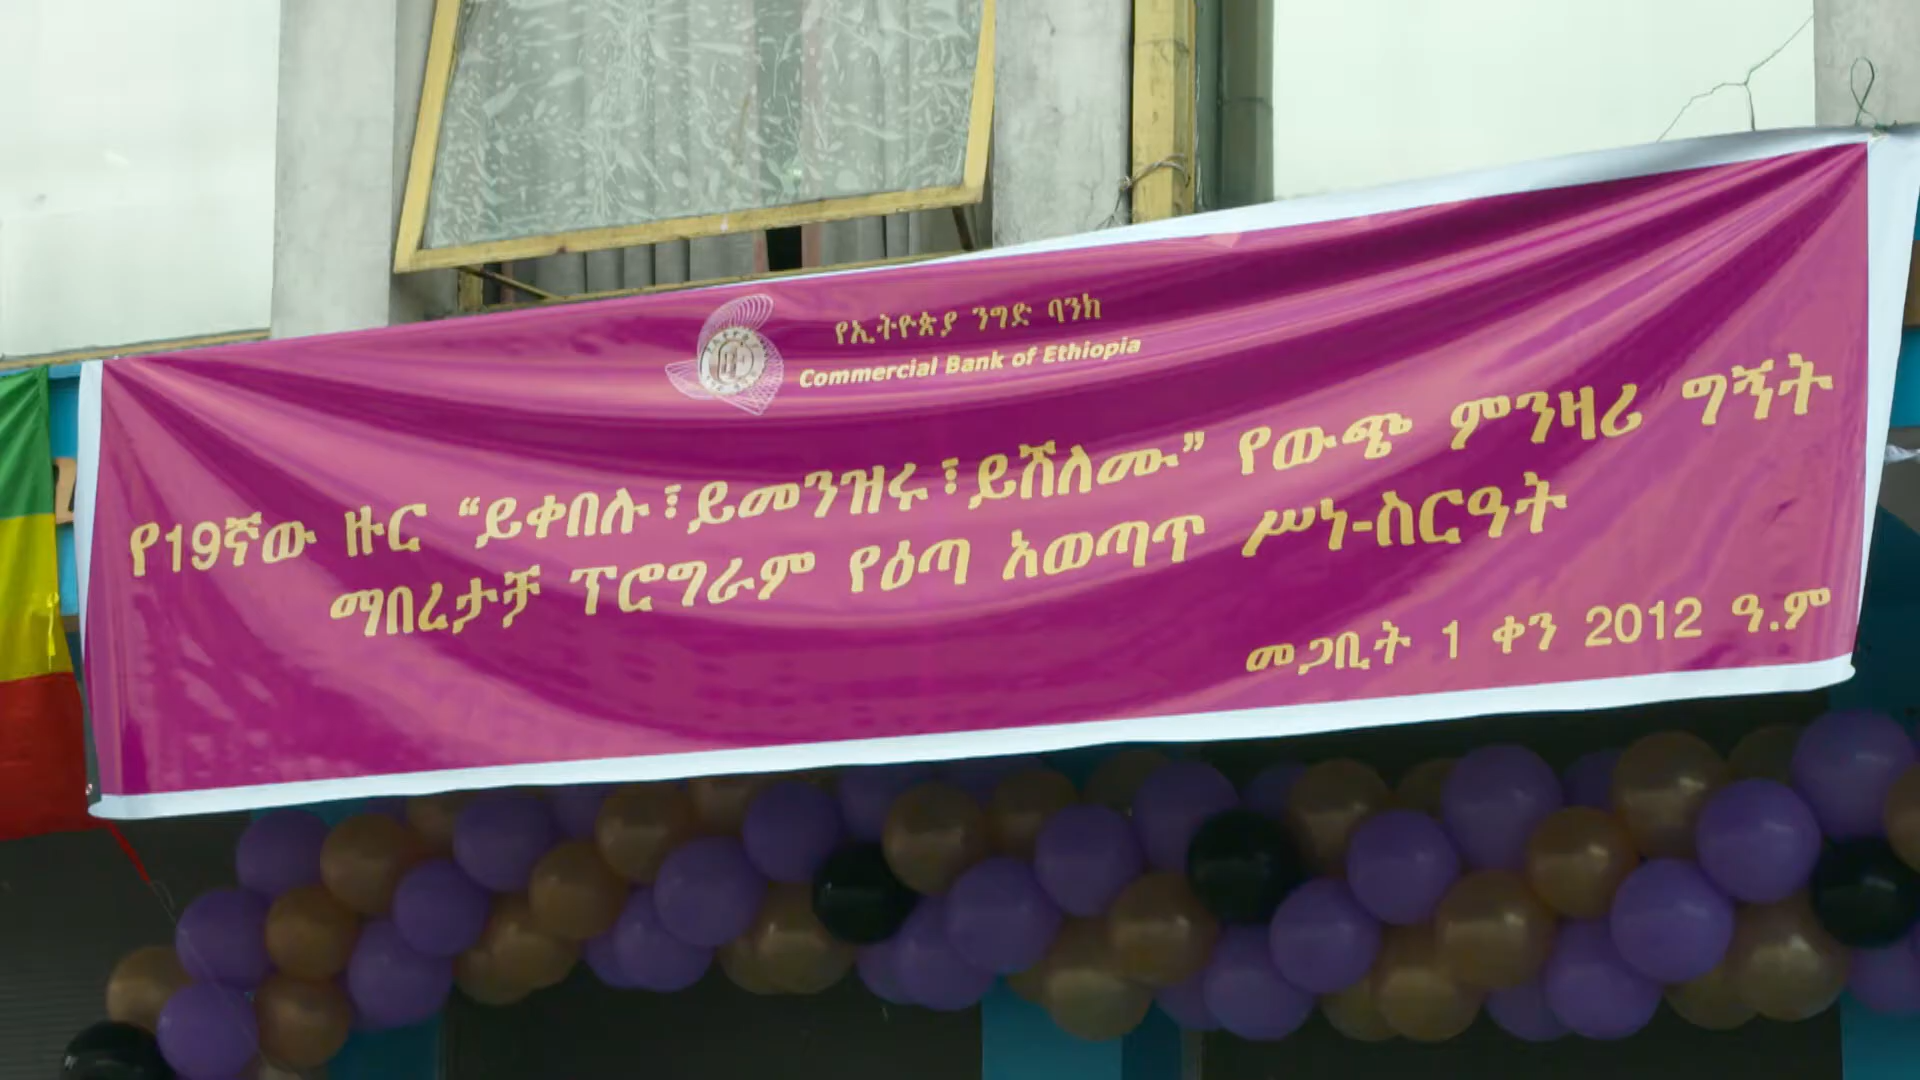 የኢትዮጵያ ንግድ ባንክ
Commercial Bank of Ethiopia
የ19ኛው ዙር “ይቀበሉ፣ይመንዝሩ፣ይሸለሙ” የውጭ ምንዛሪ ግኝት
ማበረታቻ ፕሮግራም የዕጣ አወጣጥ ሥነ-ስርዓት
መጋቢት 1 ቀን 2012 ዓ.ም